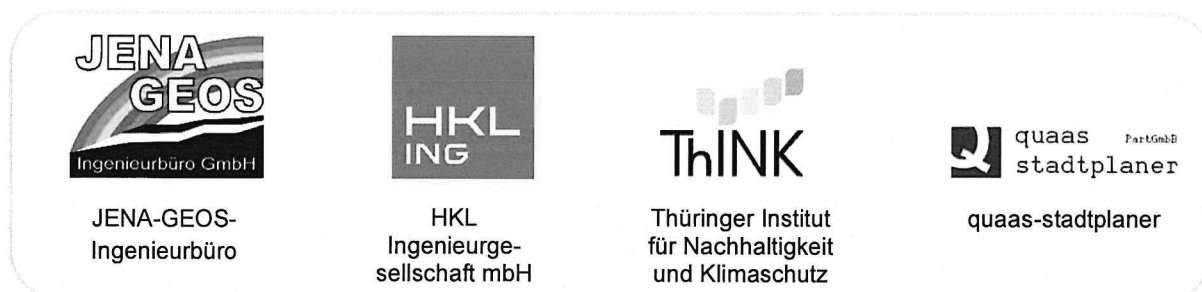 JENA
GEOS
Ingenieurbüro GmbH
JENA-GEOS-
Ingenieurbüro
HKL
ING
HKL
Ingenieurge-
sellschaft mbH
ThINK
Thüringer Institut
für Nachhaltigkeit
und Klimaschutz
Q quaas PartGmbB
stadtplaner
quaas-stadtplaner